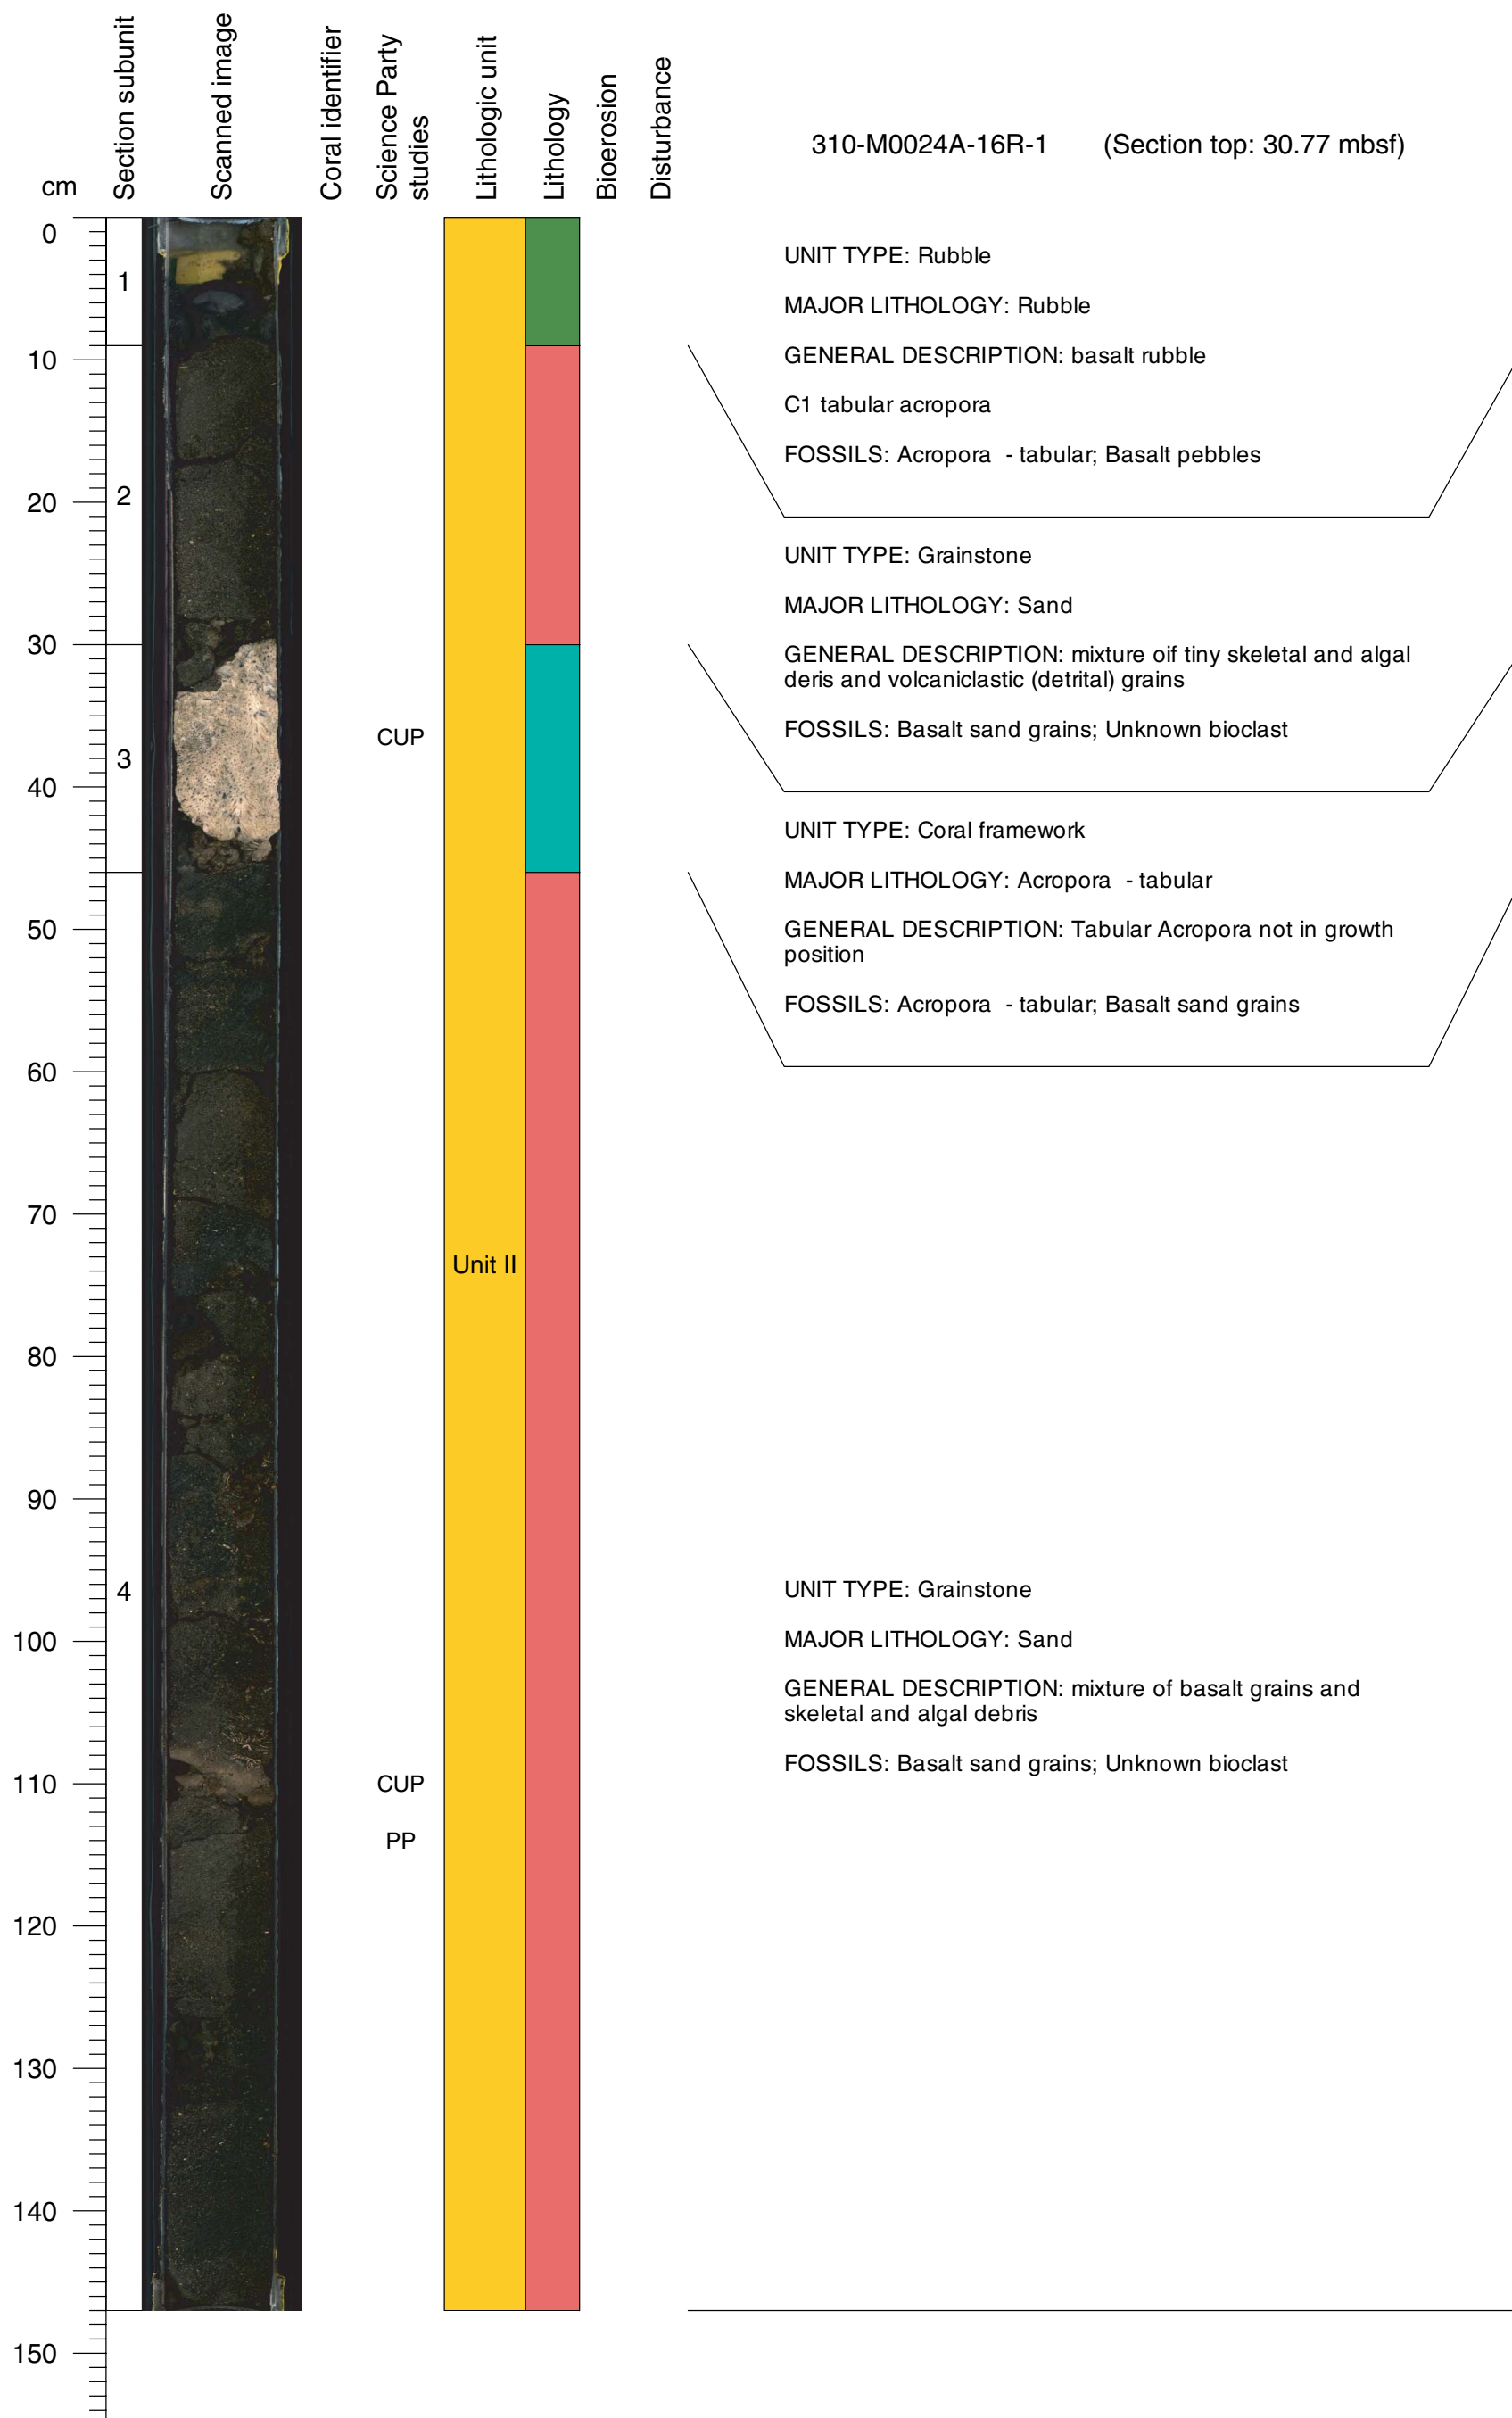 Section subunit
Scanned image
Coral identifier
Science Party
studies
Lithologic unit
Lithology
Bioerosion
Disturbance
310-M0024A-16R-1 (Section top: 30.77 mbsf)
cm
0
10
20
30
40
50
60
70
80
90
100
110
120
130
140
150
1
2
3
4
CUP
CUP
PP
Unit II
UNIT TYPE: Rubble
MAJOR LITHOLOGY: Rubble
GENERAL DESCRIPTION: basalt rubble
C1 tabular acropora
FOSSILS: Acropora - tabular; Basalt pebbles
UNIT TYPE: Grainstone
MAJOR LITHOLOGY: Sand
GENERAL DESCRIPTION: mixture oif tiny skeletal and algal
deris and volcaniclastic (detrital) grains
FOSSILS: Basalt sand grains; Unknown bioclast
UNIT TYPE: Coral framework
MAJOR LITHOLOGY: Acropora - tabular
GENERAL DESCRIPTION: Tabular Acropora not in growth
position
FOSSILS: Acropora - tabular; Basalt sand grains
UNIT TYPE: Grainstone
MAJOR LITHOLOGY: Sand
GENERAL DESCRIPTION: mixture of basalt grains and
skeletal and algal debris
FOSSILS: Basalt sand grains; Unknown bioclast